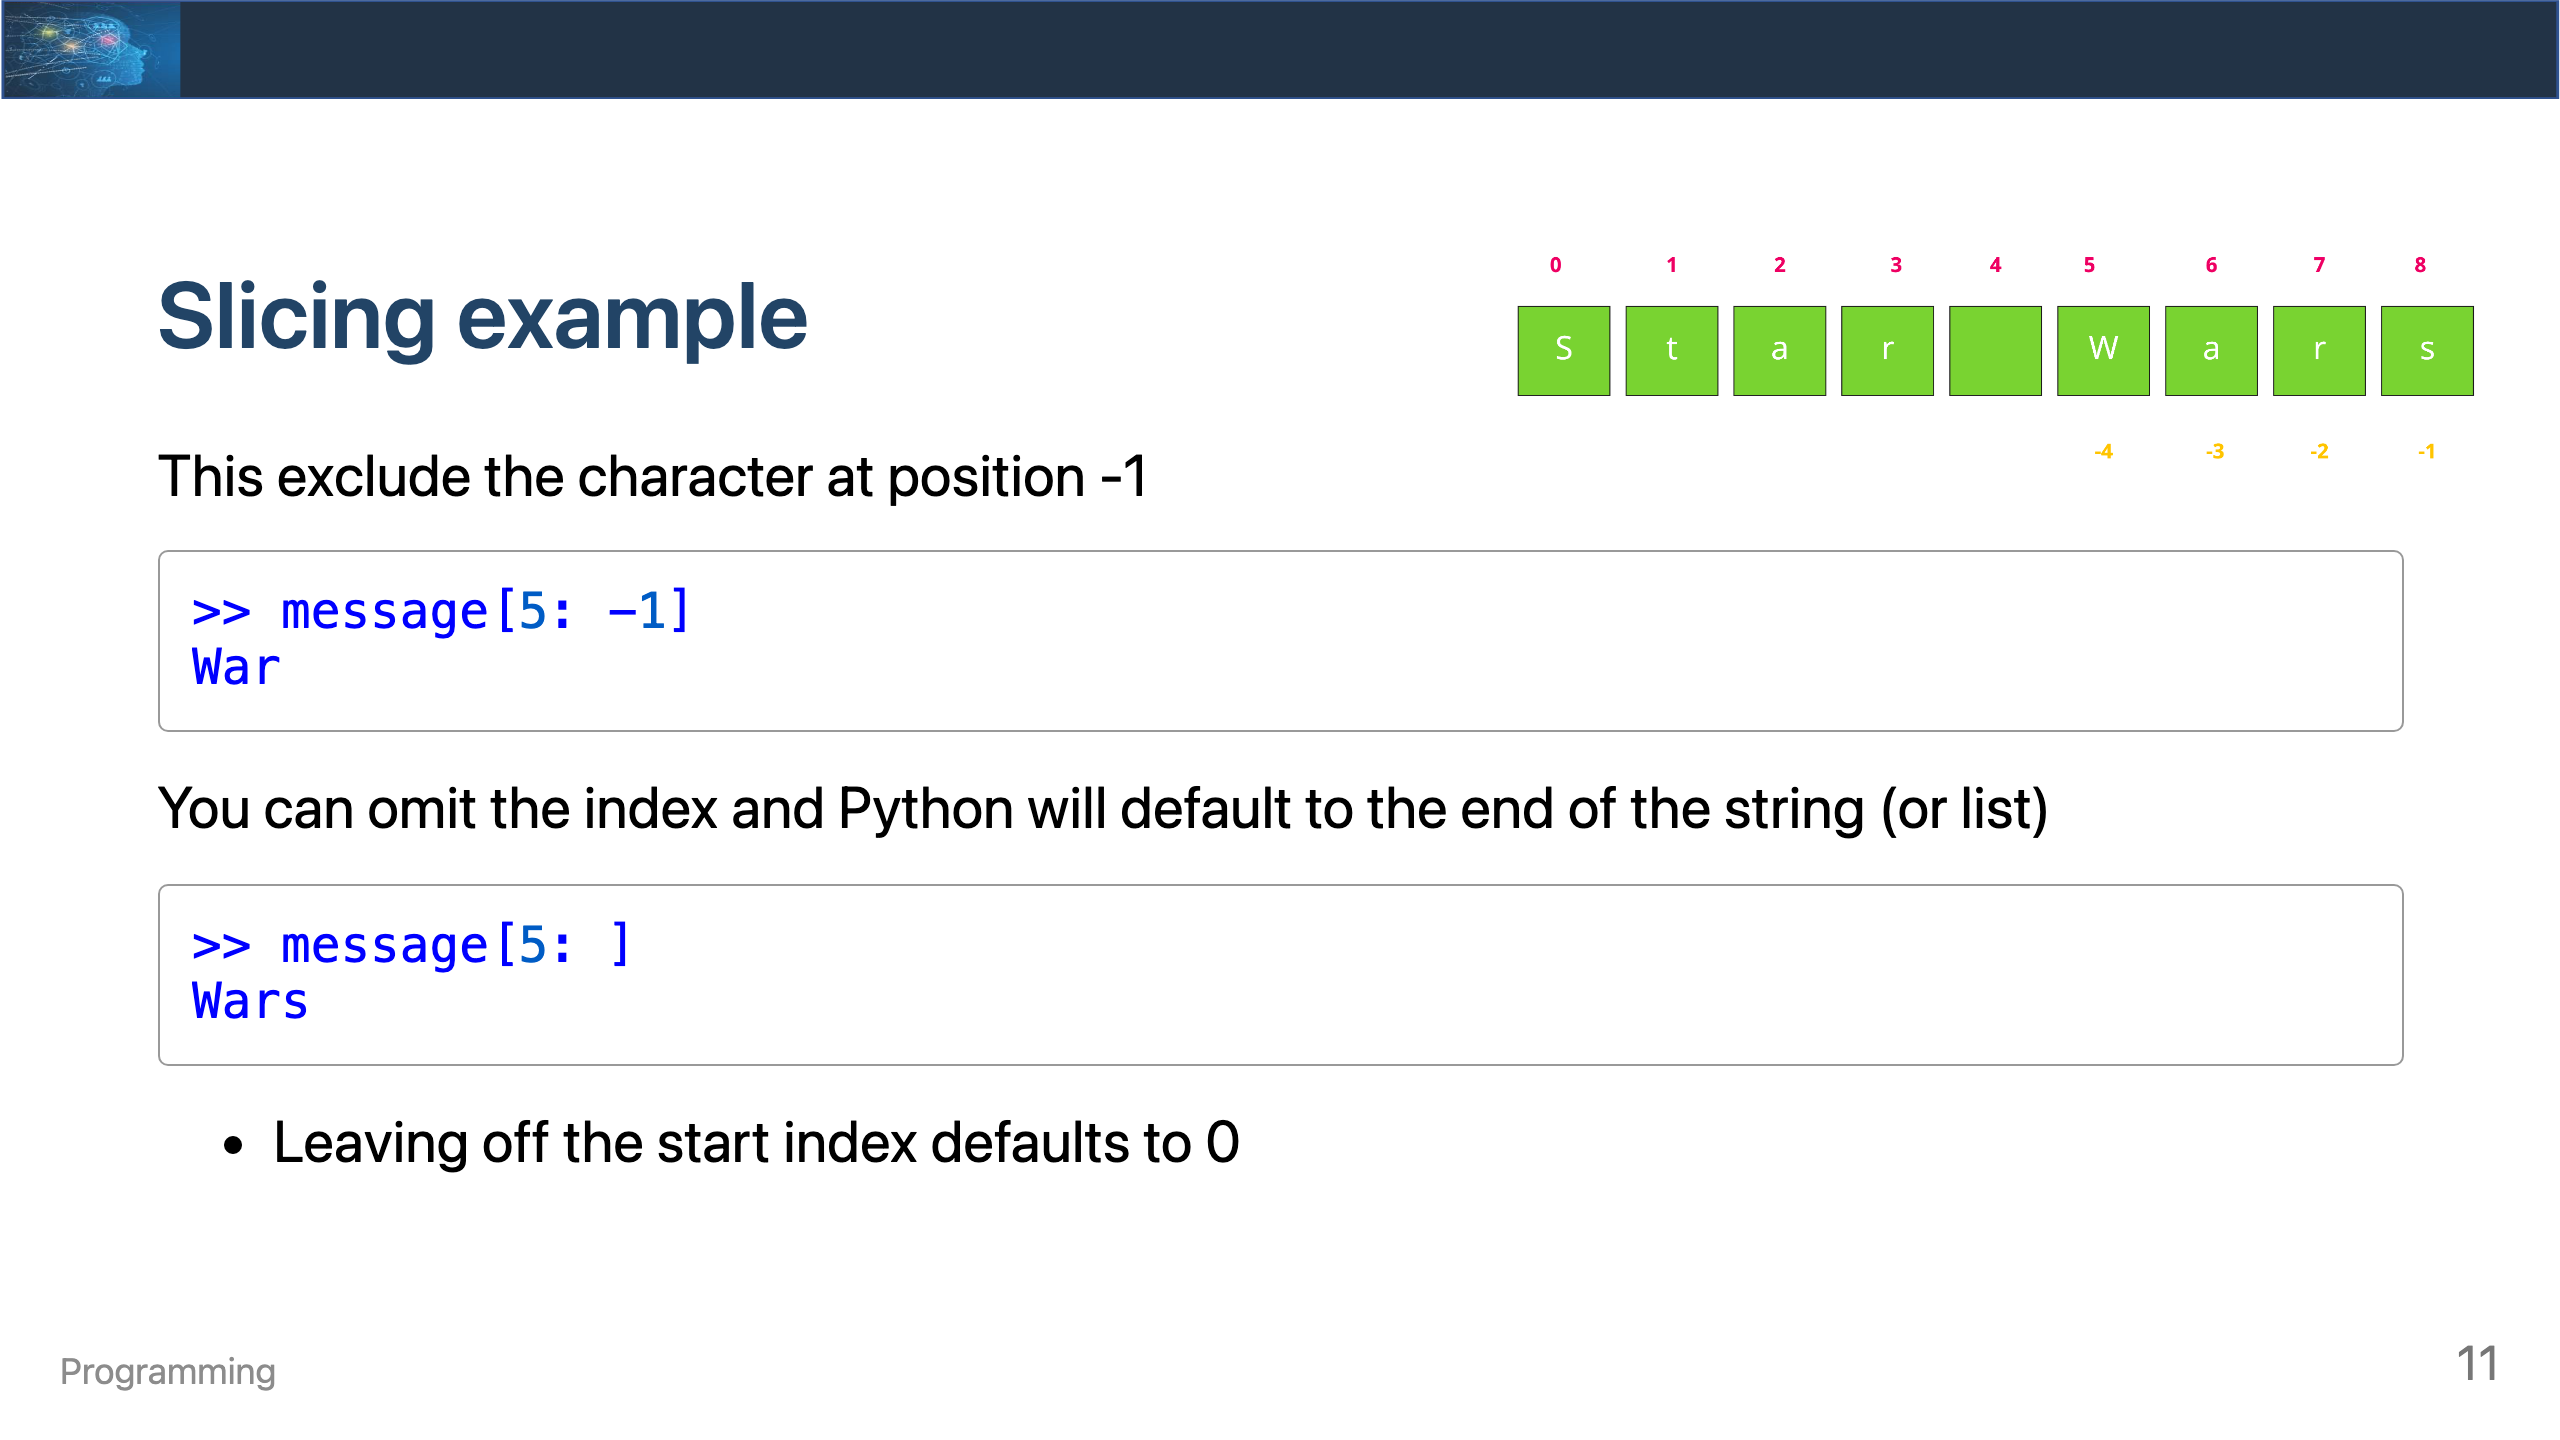 Slicing example
0 1 2 3 4 5 6 7 8
S t a r W a r s
-4 -3 -2 -1
This exclude the character at position -1
>> message[5: -1]
War
You can omit the index and Python will default to the end of the string (or list)
>> message[5: ]
Wars
• Leaving off the start index defaults to 0
Programming
11